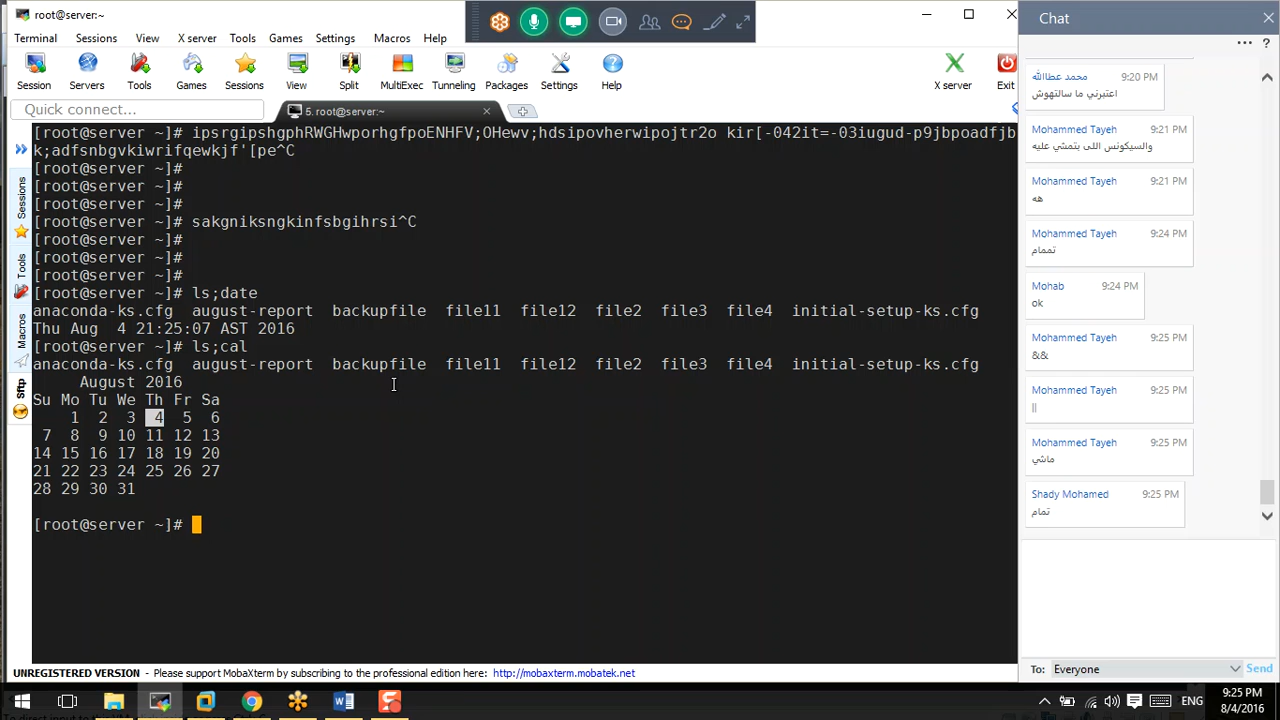 root@server:~
Terminal Sessions View X server Tools Games Settings Macros Help
Session Servers Tools Games Sessions View Split MultiExec Tunneling Packages Settings Help X server Exit
Quick connect...
5. root@server:~
Sessions
Tools
Macros
Sftp
[root@server ~]# ipsrgipshgphRWGHwporhgfpoENHFV;OHewv;hdsipovherwipojtr2o kir[-042it=-03iugud-p9jbpoadfjb
k;adfsnbgvkiwrifqewkjf'[pe^C
[root@server ~]#
[root@server ~]#
[root@server ~]#
[root@server ~]# sakgniksngkinfsbgihrsi^C
[root@server ~]#
[root@server ~]#
[root@server ~]#
[root@server ~]# ls;date
anaconda-ks.cfg august-report backupfile file11 file12 file2 file3 file4 initial-setup-ks.cfg
Thu Aug 4 21:25:07 AST 2016
[root@server ~]# ls;cal
anaconda-ks.cfg august-report backupfile file11 file12 file2 file3 file4 initial-setup-ks.cfg
August 2016
Su Mo Tu We Th Fr Sa
1 2 3 4 5 6
7 8 9 10 11 12 13
14 15 16 17 18 19 20
21 22 23 24 25 26 27
28 29 30 31
[root@server ~]#
UNREGISTERED VERSION - Please support MobaXterm by subscribing to the professional edition here: http://mobaxterm.mobatek.net
Chat
محمد عطاالله 9:20 PM
اعتبرني ما سالتهوش
Mohammed Tayeh 9:21 PM
والسيكونس اللى بتمشي عليه
Mohammed Tayeh 9:21 PM
هه
Mohammed Tayeh 9:24 PM
تممام
Mohab 9:24 PM
ok
Mohammed Tayeh 9:25 PM
&&
Mohammed Tayeh 9:25 PM
||
Mohammed Tayeh 9:25 PM
ماشي
Shady Mohamed 9:25 PM
تمام
To: Everyone Send
ENG
9:25 PM
8/4/2016